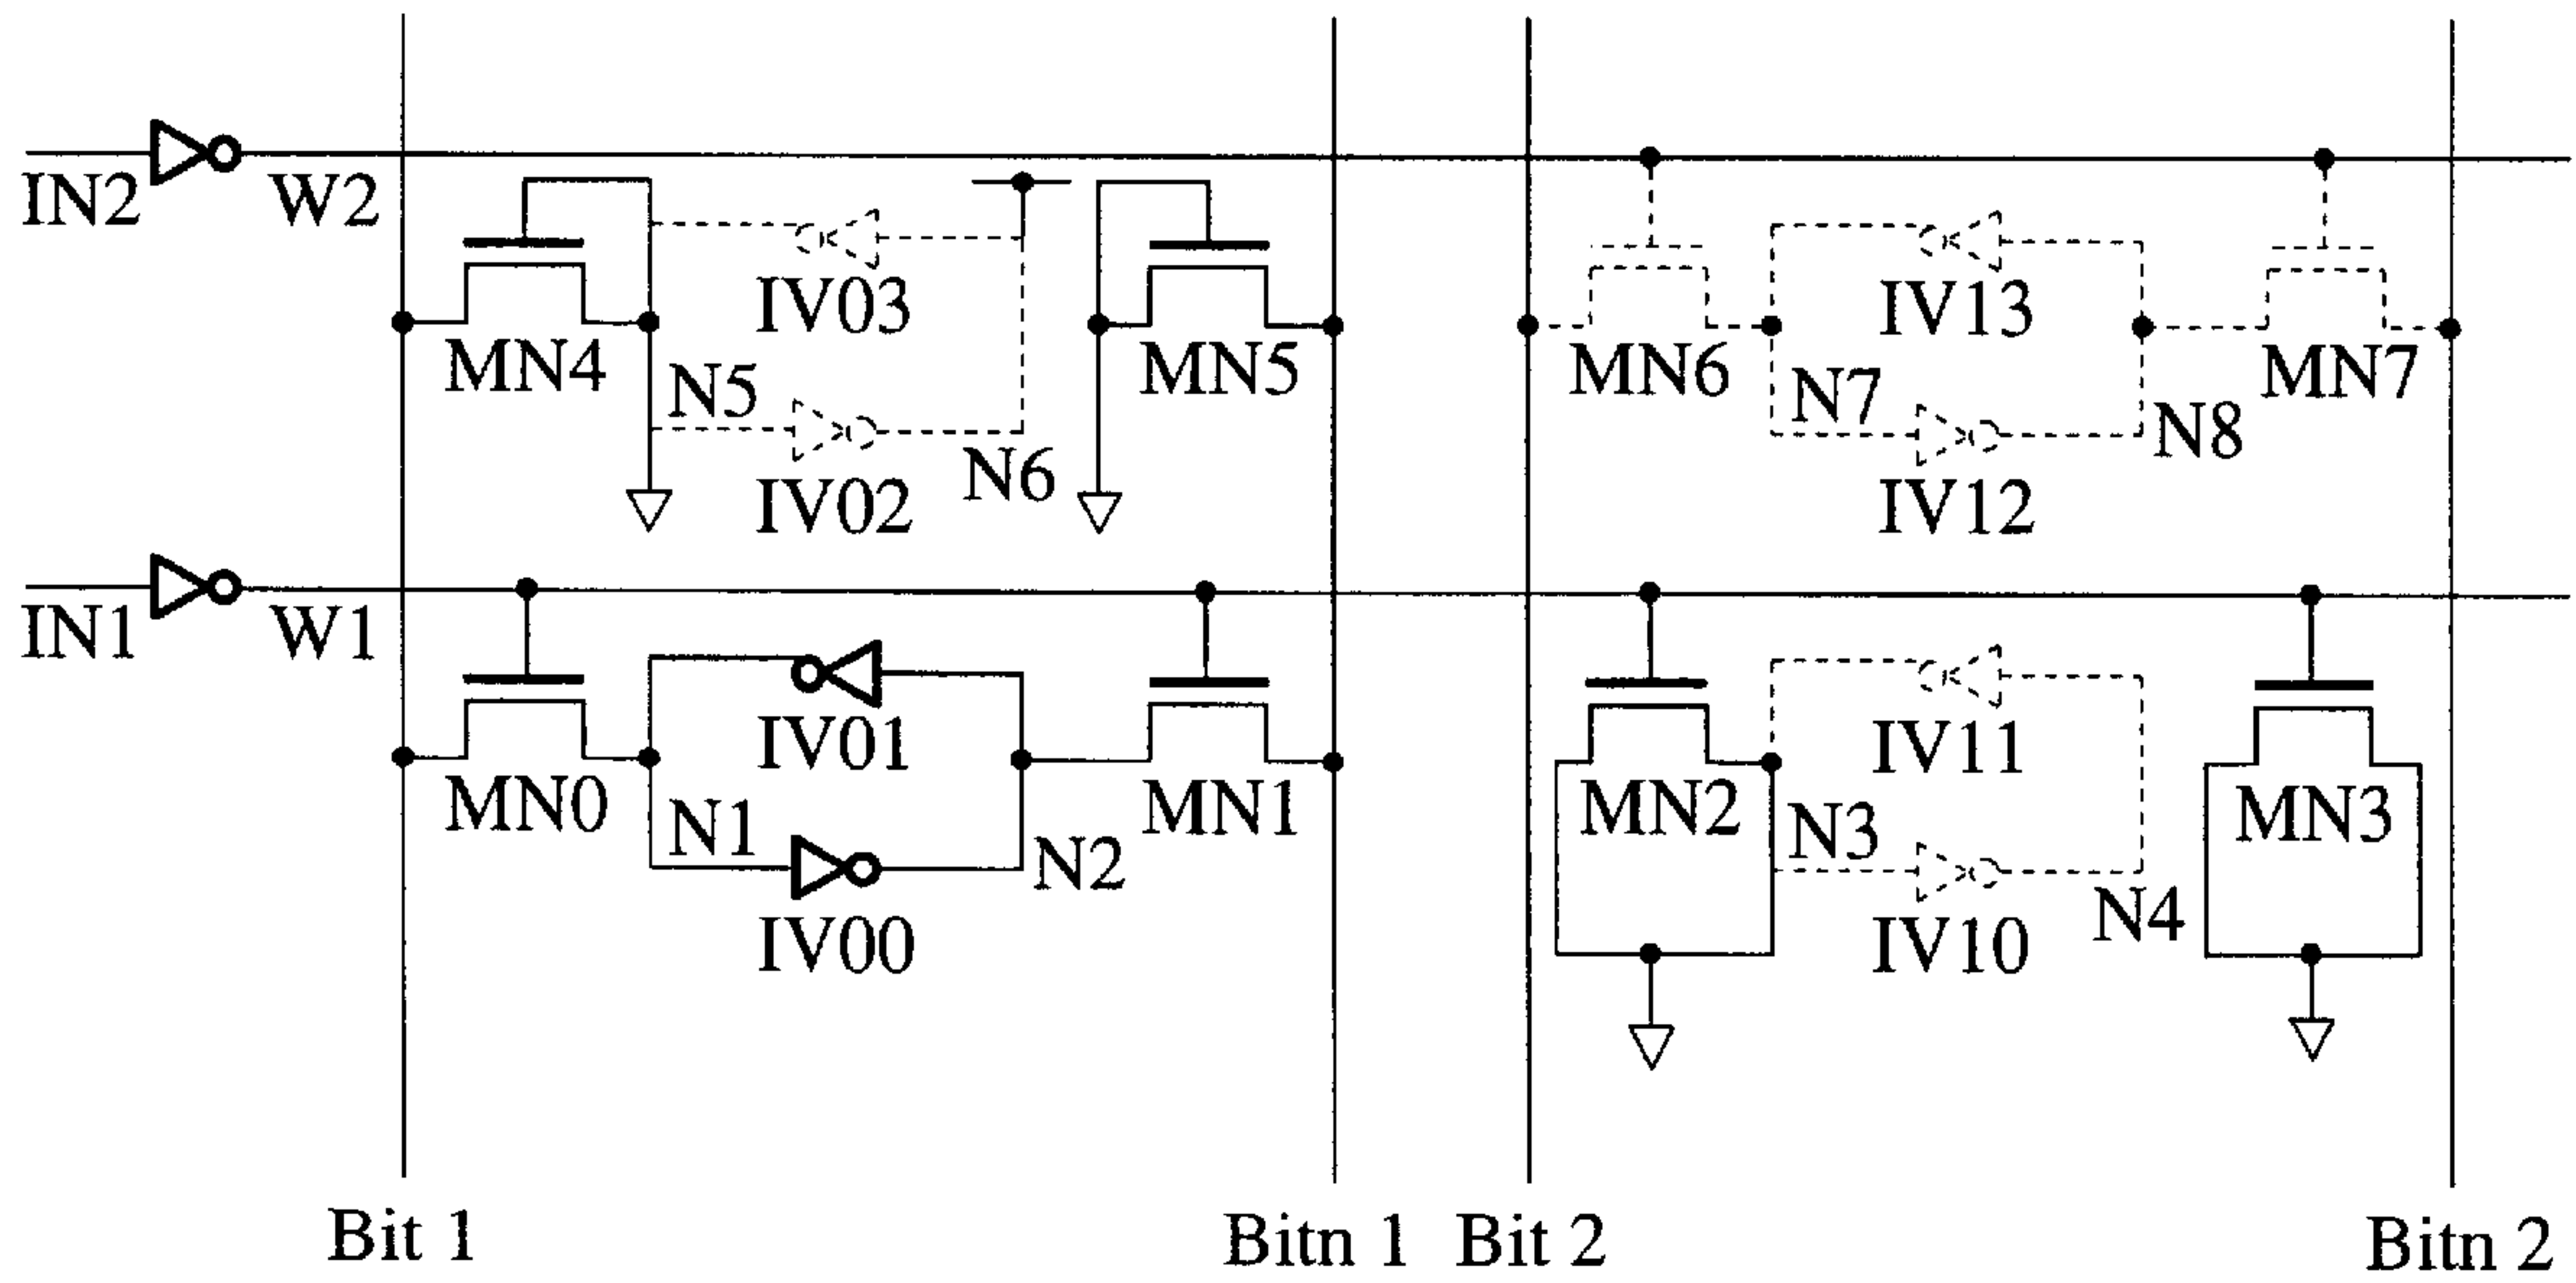 IN2
W2
IV03
IV13
MN4
MN5
MN6
MN7
N5
N7
N8
N6
IV02
IV12
IN1
W1
IV01
IV11
MN0
MN1
MN2
MN3
N1
N2
N3
N4
IV00
IV10
Bit 1
Bitn 1
Bit 2
Bitn 2